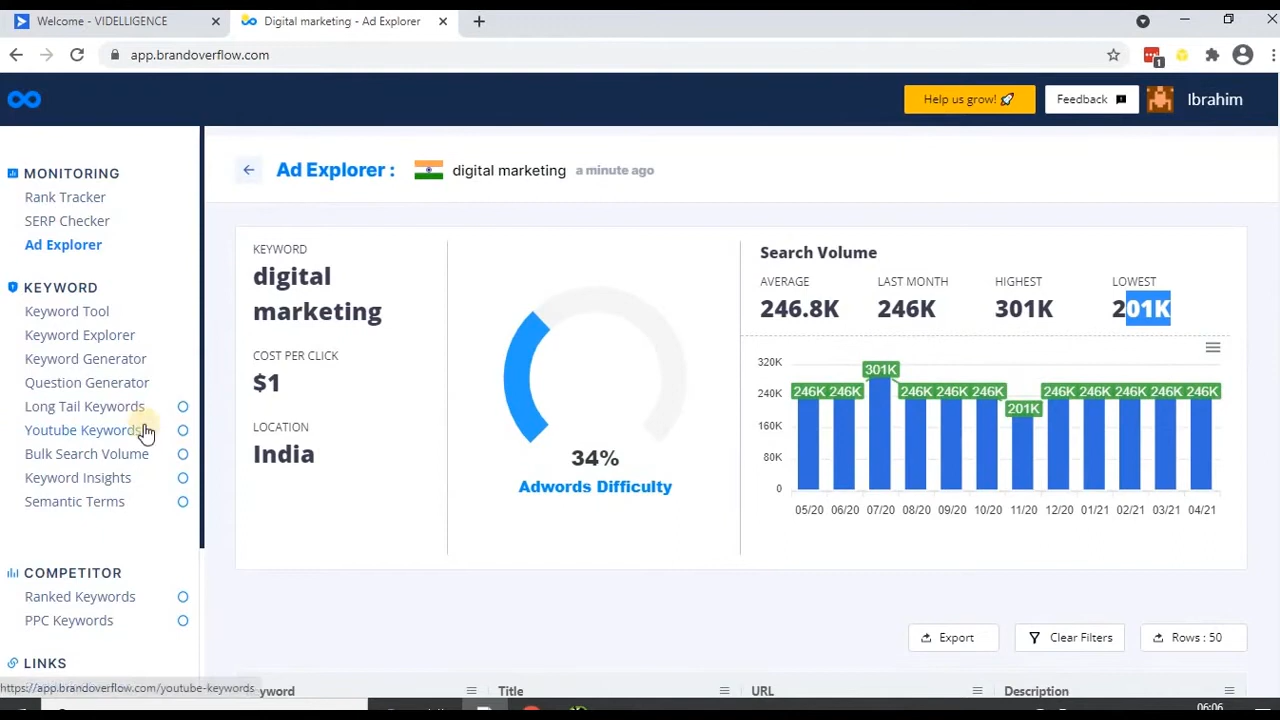 Welcome - VIDELLIGENCE
Digital marketing - Ad Explorer
app.brandoverflow.com
1
Help us grow!
Feedback
Ibrahim
MONITORING
Rank Tracker
SERP Checker
Ad Explorer
KEYWORD
Keyword Tool
Keyword Explorer
Keyword Generator
Question Generator
Long Tail Keywords
Youtube Keywords
Bulk Search Volume
Keyword Insights
Semantic Terms
COMPETITOR
Ranked Keywords
PPC Keywords
LINKS
https://app.brandoverflow.com/youtube-keywords
Ad Explorer : digital marketing a minute ago
KEYWORD
digital
marketing
COST PER CLICK
$1
LOCATION
India
34%
Adwords Difficulty
Search Volume
AVERAGE LAST MONTH HIGHEST LOWEST
246.8K 246K 301K 201K
320K
240K
160K
80K
0
246K 246K 301K 246K 246K 246K 201K 246K 246K 246K 246K 246K
05/20 06/20 07/20 08/20 09/20 10/20 11/20 12/20 01/21 02/21 03/21 04/21
Export Clear Filters Rows : 50
Title URL Description
06:06